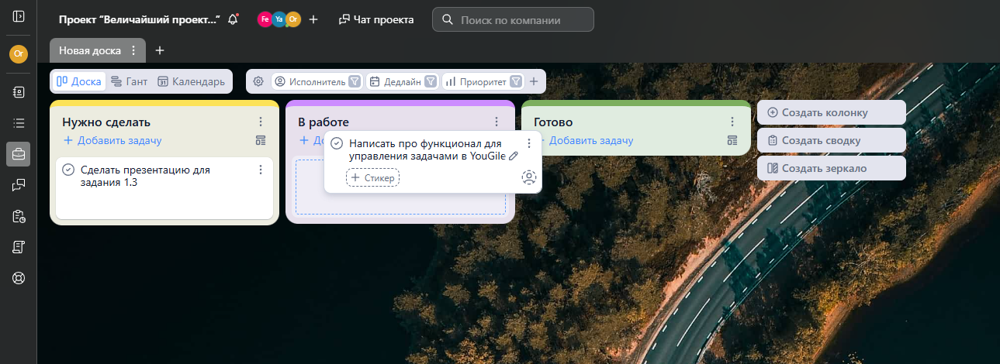 Проект “Величайший проект...”
Fe
Ya
Or
Чат проекта
Поиск по компании
Or
Новая доска
Доска
Гант
31
Календарь
Исполнитель
Дедлайн
Приоритет
Нужно сделать
Добавить задачу
Сделать презентацию для
задания 1.3
В работе
До
Написать про функционал для
управления задачами в YouGile
Стикер
Готово
Добавить задачу
Создать колонку
Создать сводку
Создать зеркало